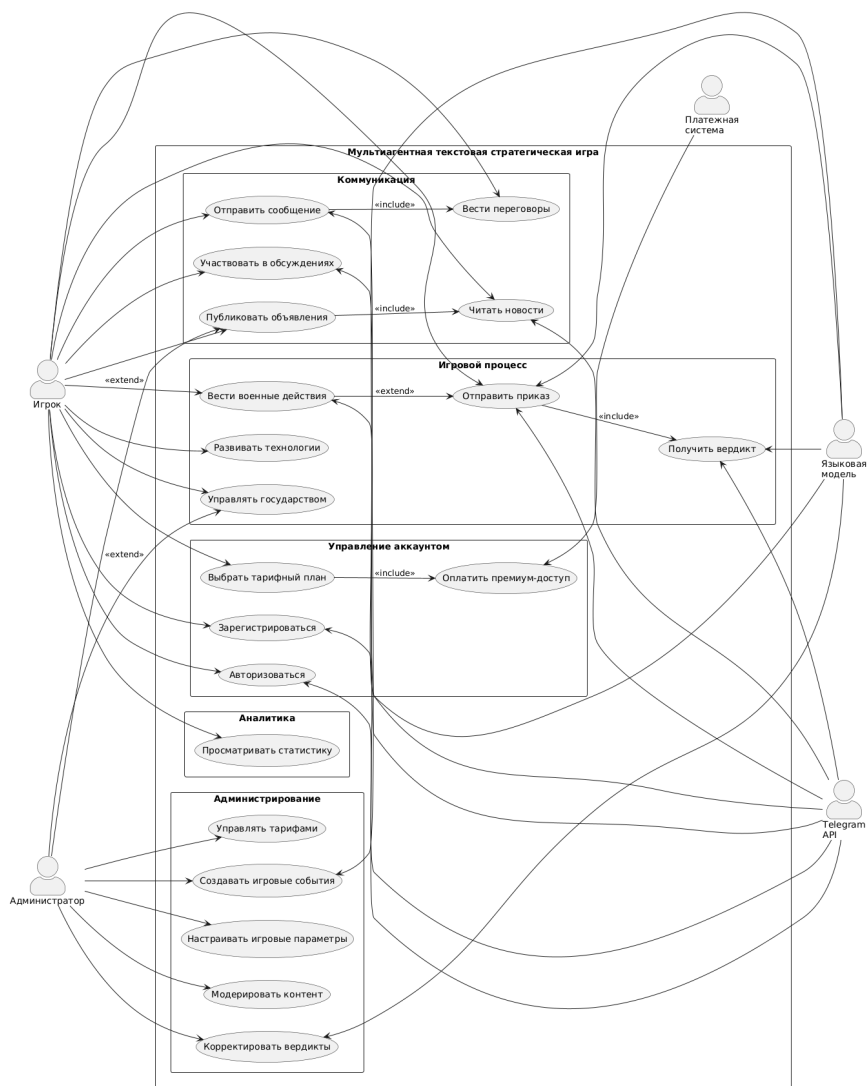 Платежная
система
Мультиагентная текстовая стратегическая игра
Коммуникация
Отправить сообщение
«include»
Вести переговоры
Участвовать в обсуждениях
Публиковать объявления
«include»
Читать новости
Игровой процесс
Игрок
«extend»
Вести военные действия
«extend»
Отправить приказ
«include»
Развивать технологии
Получить вердикт
Языковая
модель
Управлять государством
Управление аккаунтом
«extend»
Выбрать тарифный план
«include»
Оплатить премиум-доступ
Зарегистрироваться
Авторизоваться
Аналитика
Просматривать статистику
Администрирование
Управлять тарифами
Telegram
API
Администратор
Создавать игровые события
Настраивать игровые параметры
Модерировать контент
Корректировать вердикты